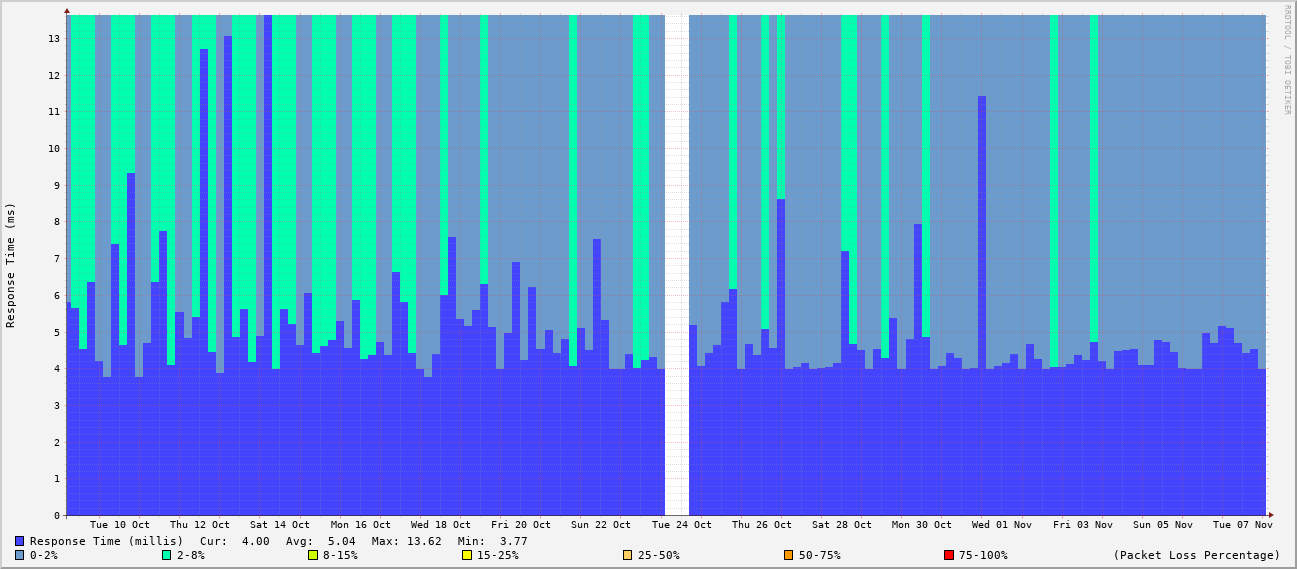 RRDTOOL / TOBI OETIKER
Response Time (ms)
13
12
11
10
9
8
7
6
5
4
3
2
1
0
Tue 10 Oct Thu 12 Oct Sat 14 Oct Mon 16 Oct Wed 18 Oct Fri 20 Oct Sun 22 Oct Tue 24 Oct Thu 26 Oct Sat 28 Oct Mon 30 Oct Wed 01 Nov Fri 03 Nov Sun 05 Nov Tue 07 Nov
Response Time (millis) Cur: 4.00 Avg: 5.04 Max: 13.62 Min: 3.77
0-2% 2-8% 8-15% 15-25% 25-50% 50-75% 75-100% (Packet Loss Percentage)